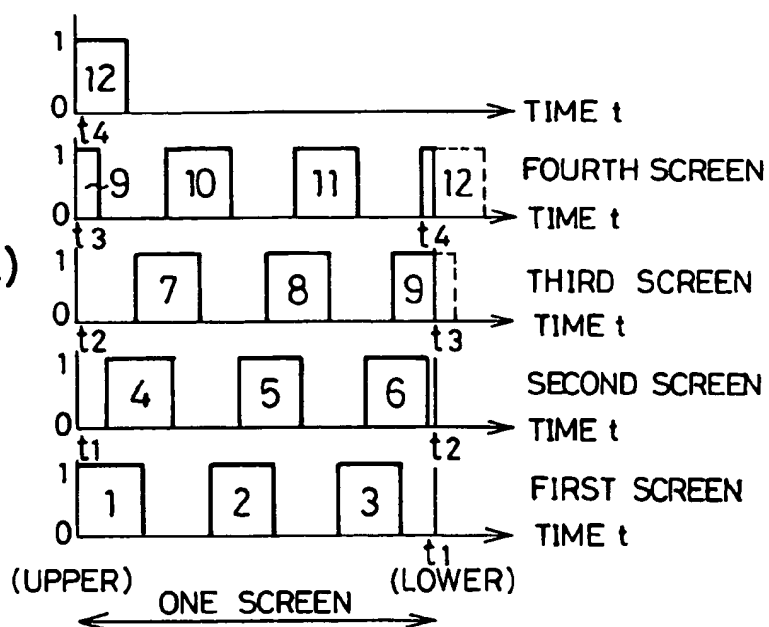 1
12
0
TIME t
t4
1
~9 10 11 12 FOURTH SCREEN
0
TIME t
t3 t4
)
1
7 8 9 THIRD SCREEN
0
TIME t
t2 t3
1
4 5 6 SECOND SCREEN
0
TIME t
t1 t2
1
1 2 3 FIRST SCREEN
0
TIME t
t1
(UPPER) (LOWER)
ONE SCREEN